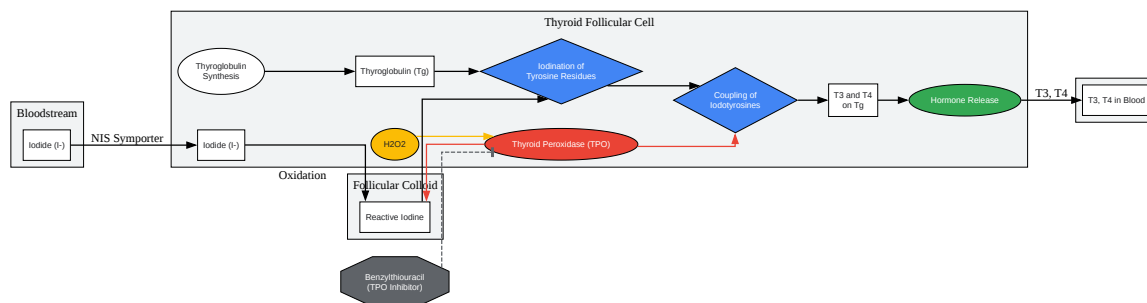 Thyroid Follicular Cell
Thyroglobulin
Synthesis
Thyroglobulin (Tg)
Iodination of
Tyrosine Residues
Coupling of
Iodotyrosines
T3 and T4
on Tg
Hormone Release
T3, T4
T3, T4 in Blood
Bloodstream
Iodide (I-)
NIS Symporter
Iodide (I-)
H2O2
Thyroid Peroxidase (TPO)
Oxidation
Follicular Colloid
Reactive Iodine
Benzylthiouracil
(TPO Inhibitor)